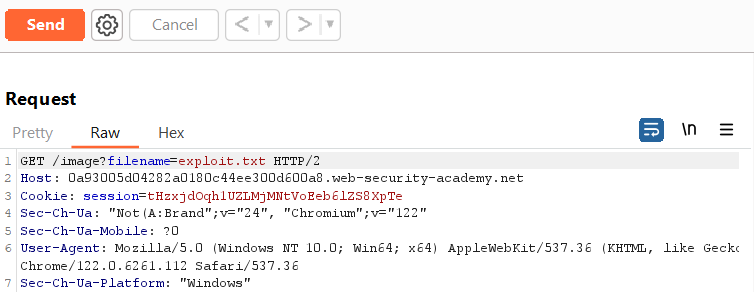 Send Cancel < >
Request
Pretty Raw Hex \n
1 GET /image?filename=exploit.txt HTTP/2
2 Host: 0a93005d04282a0180c44ee300d600a8.web-security-academy.net
3 Cookie: session=tHzxjdOqhlUZLMjMNtVoEeb6lZS8XpTe
4 Sec-Ch-Ua: "Not(A:Brand";v="24", "Chromium";v="122"
5 Sec-Ch-Ua-Mobile: ?0
6 User-Agent: Mozilla/5.0 (Windows NT 10.0; Win64; x64) AppleWebKit/537.36 (KHTML, like Gecko
Chrome/122.0.6261.112 Safari/537.36
7 Sec-Ch-Ua-Platform: "Windows"